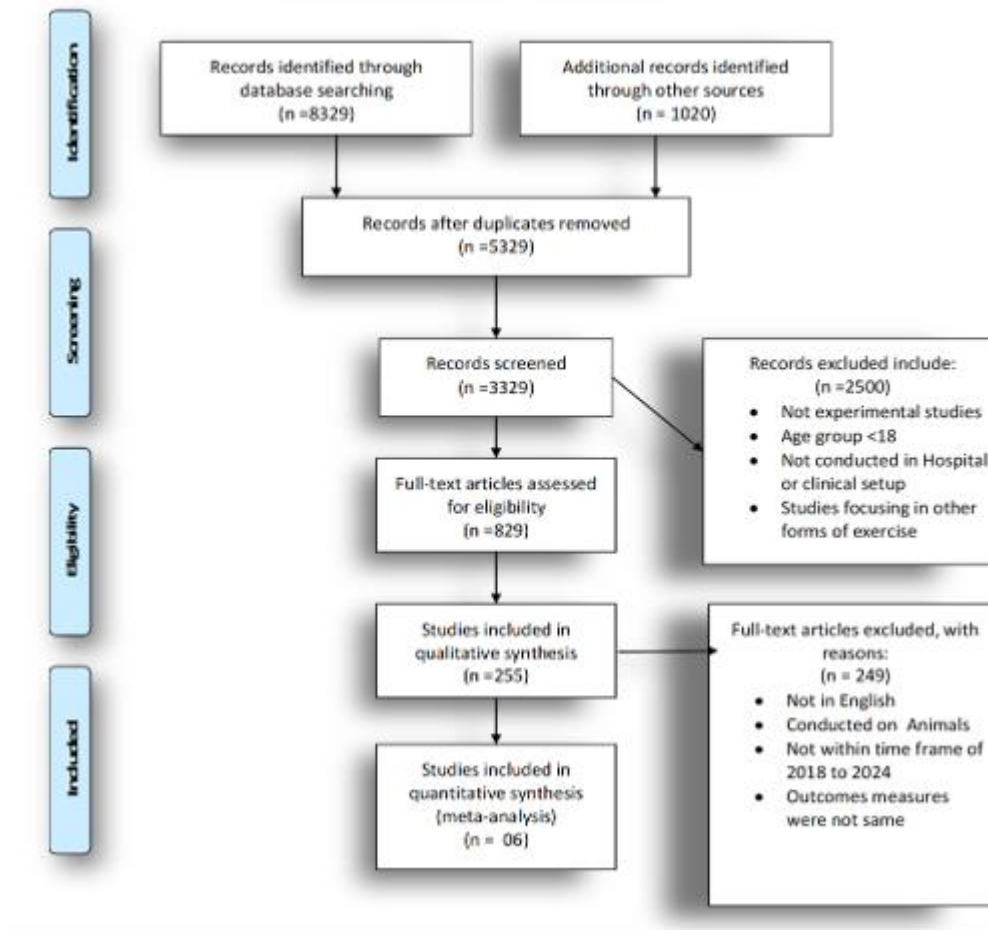 Identification
Records identified through
database searching
(n =8329)
Additional records identified
through other sources
(n = 1020)
Records after duplicates removed
(n =5329)
Screening
Records screened
(n =3329)
Records excluded include:
(n =2500)
• Not experimental studies
• Age group <18
• Not conducted in Hospital
or clinical setup
• Studies focusing in other
forms of exercise
Eligibility
Full-text articles assessed
for eligibility
(n =829)
Studies included in
qualitative synthesis
(n =255)
Full-text articles excluded, with
reasons:
(n = 249)
• Not in English
• Conducted on Animals
• Not within time frame of
2018 to 2024
• Outcomes measures
were not same
Included
Studies included in
quantitative synthesis
(meta-analysis)
(n = 06)